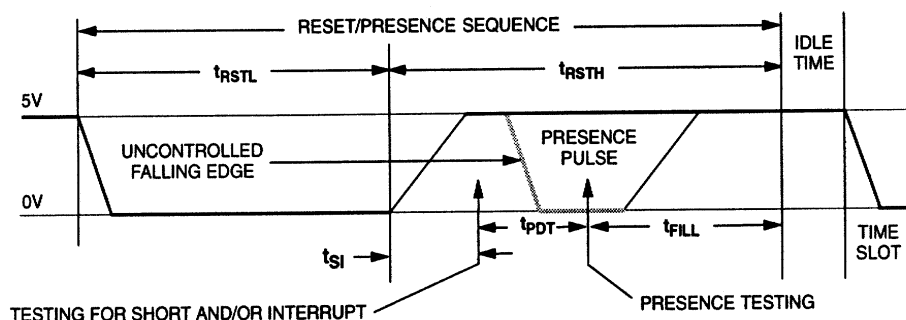 RESET/PRESENCE SEQUENCE
IDLE
TIME
tRSTL
tRSTH
5V
UNCONTROLLED
FALLING EDGE
PRESENCE
PULSE
0V
tPDT
tFILL
tSI
TIME
SLOT
TESTING FOR SHORT AND/OR INTERRUPT
PRESENCE TESTING